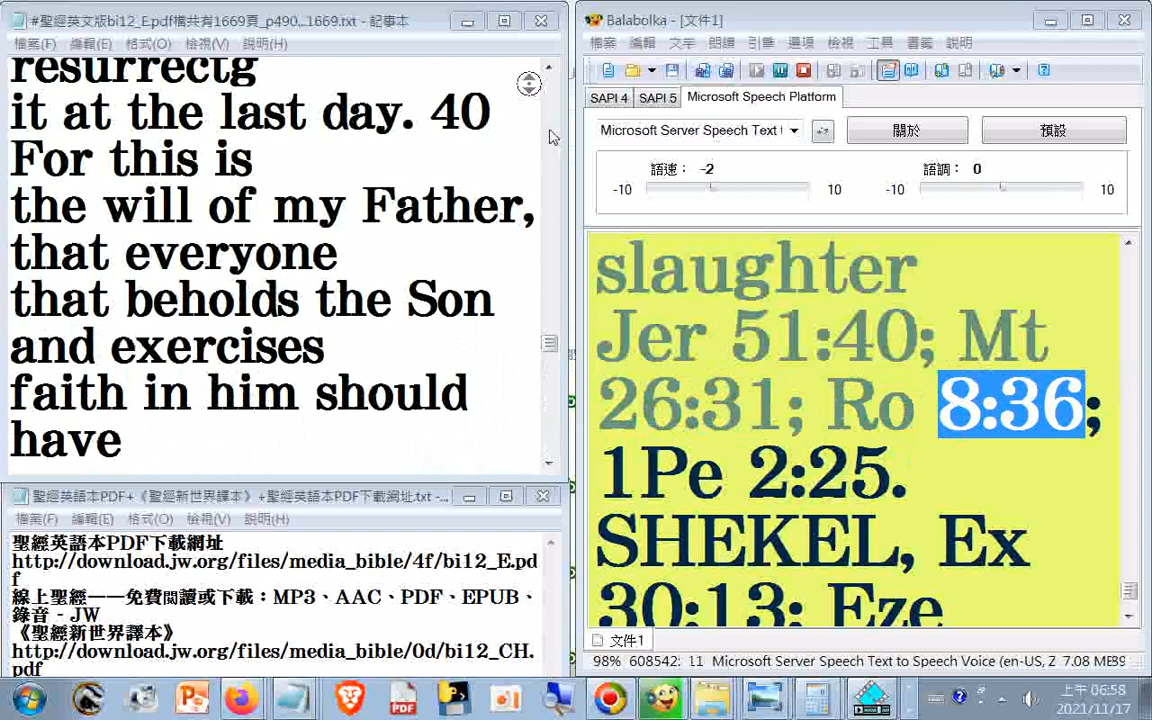 #聖經英文版bi12_E.pdf檔共有1669頁_p490,..1669.txt - 記事本
檔案(F) 編輯(E) 格式(O) 檢視(V) 說明(H)
resurrectg
it at the last day. 40
For this is
the will of my Father,
that everyone
that beholds the Son
and exercises
faith in him should
have
聖經英語本PDF+《聖經新世界譯本》+聖經英語本PDF下載網址.txt -...
檔案(F) 編輯(E) 格式(O) 檢視(V) 說明(H)
聖經英語本PDF下載網址
http://download.jw.org/files/media_bible/4f/bi12_E.pd
f
線上聖經──免費閱讀或下載：MP3、AAC、PDF、EPUB、
錄音 - JW
《聖經新世界譯本》
http://download.jw.org/files/media_bible/0d/bi12_CH.
pdf
Balabolka - [文件1]
檔案 編輯 文字 朗讀 引擎 選項 檢視 工具 書籤 說明
SAPI 4 SAPI 5 Microsoft Speech Platform
Microsoft Server Speech Text 關於 預設
語速： -2 語調： 0
-10 10 -10 10
slaughter
Jer 51:40; Mt
26:31; Ro 8:36;
1Pe 2:25.
SHEKEL, Ex
30:13; Eze
文件1
98% 608542: 11 Microsoft Server Speech Text to Speech Voice (en-US, Z 7.08 MB
PDF
上午 06:58
2021/11/17